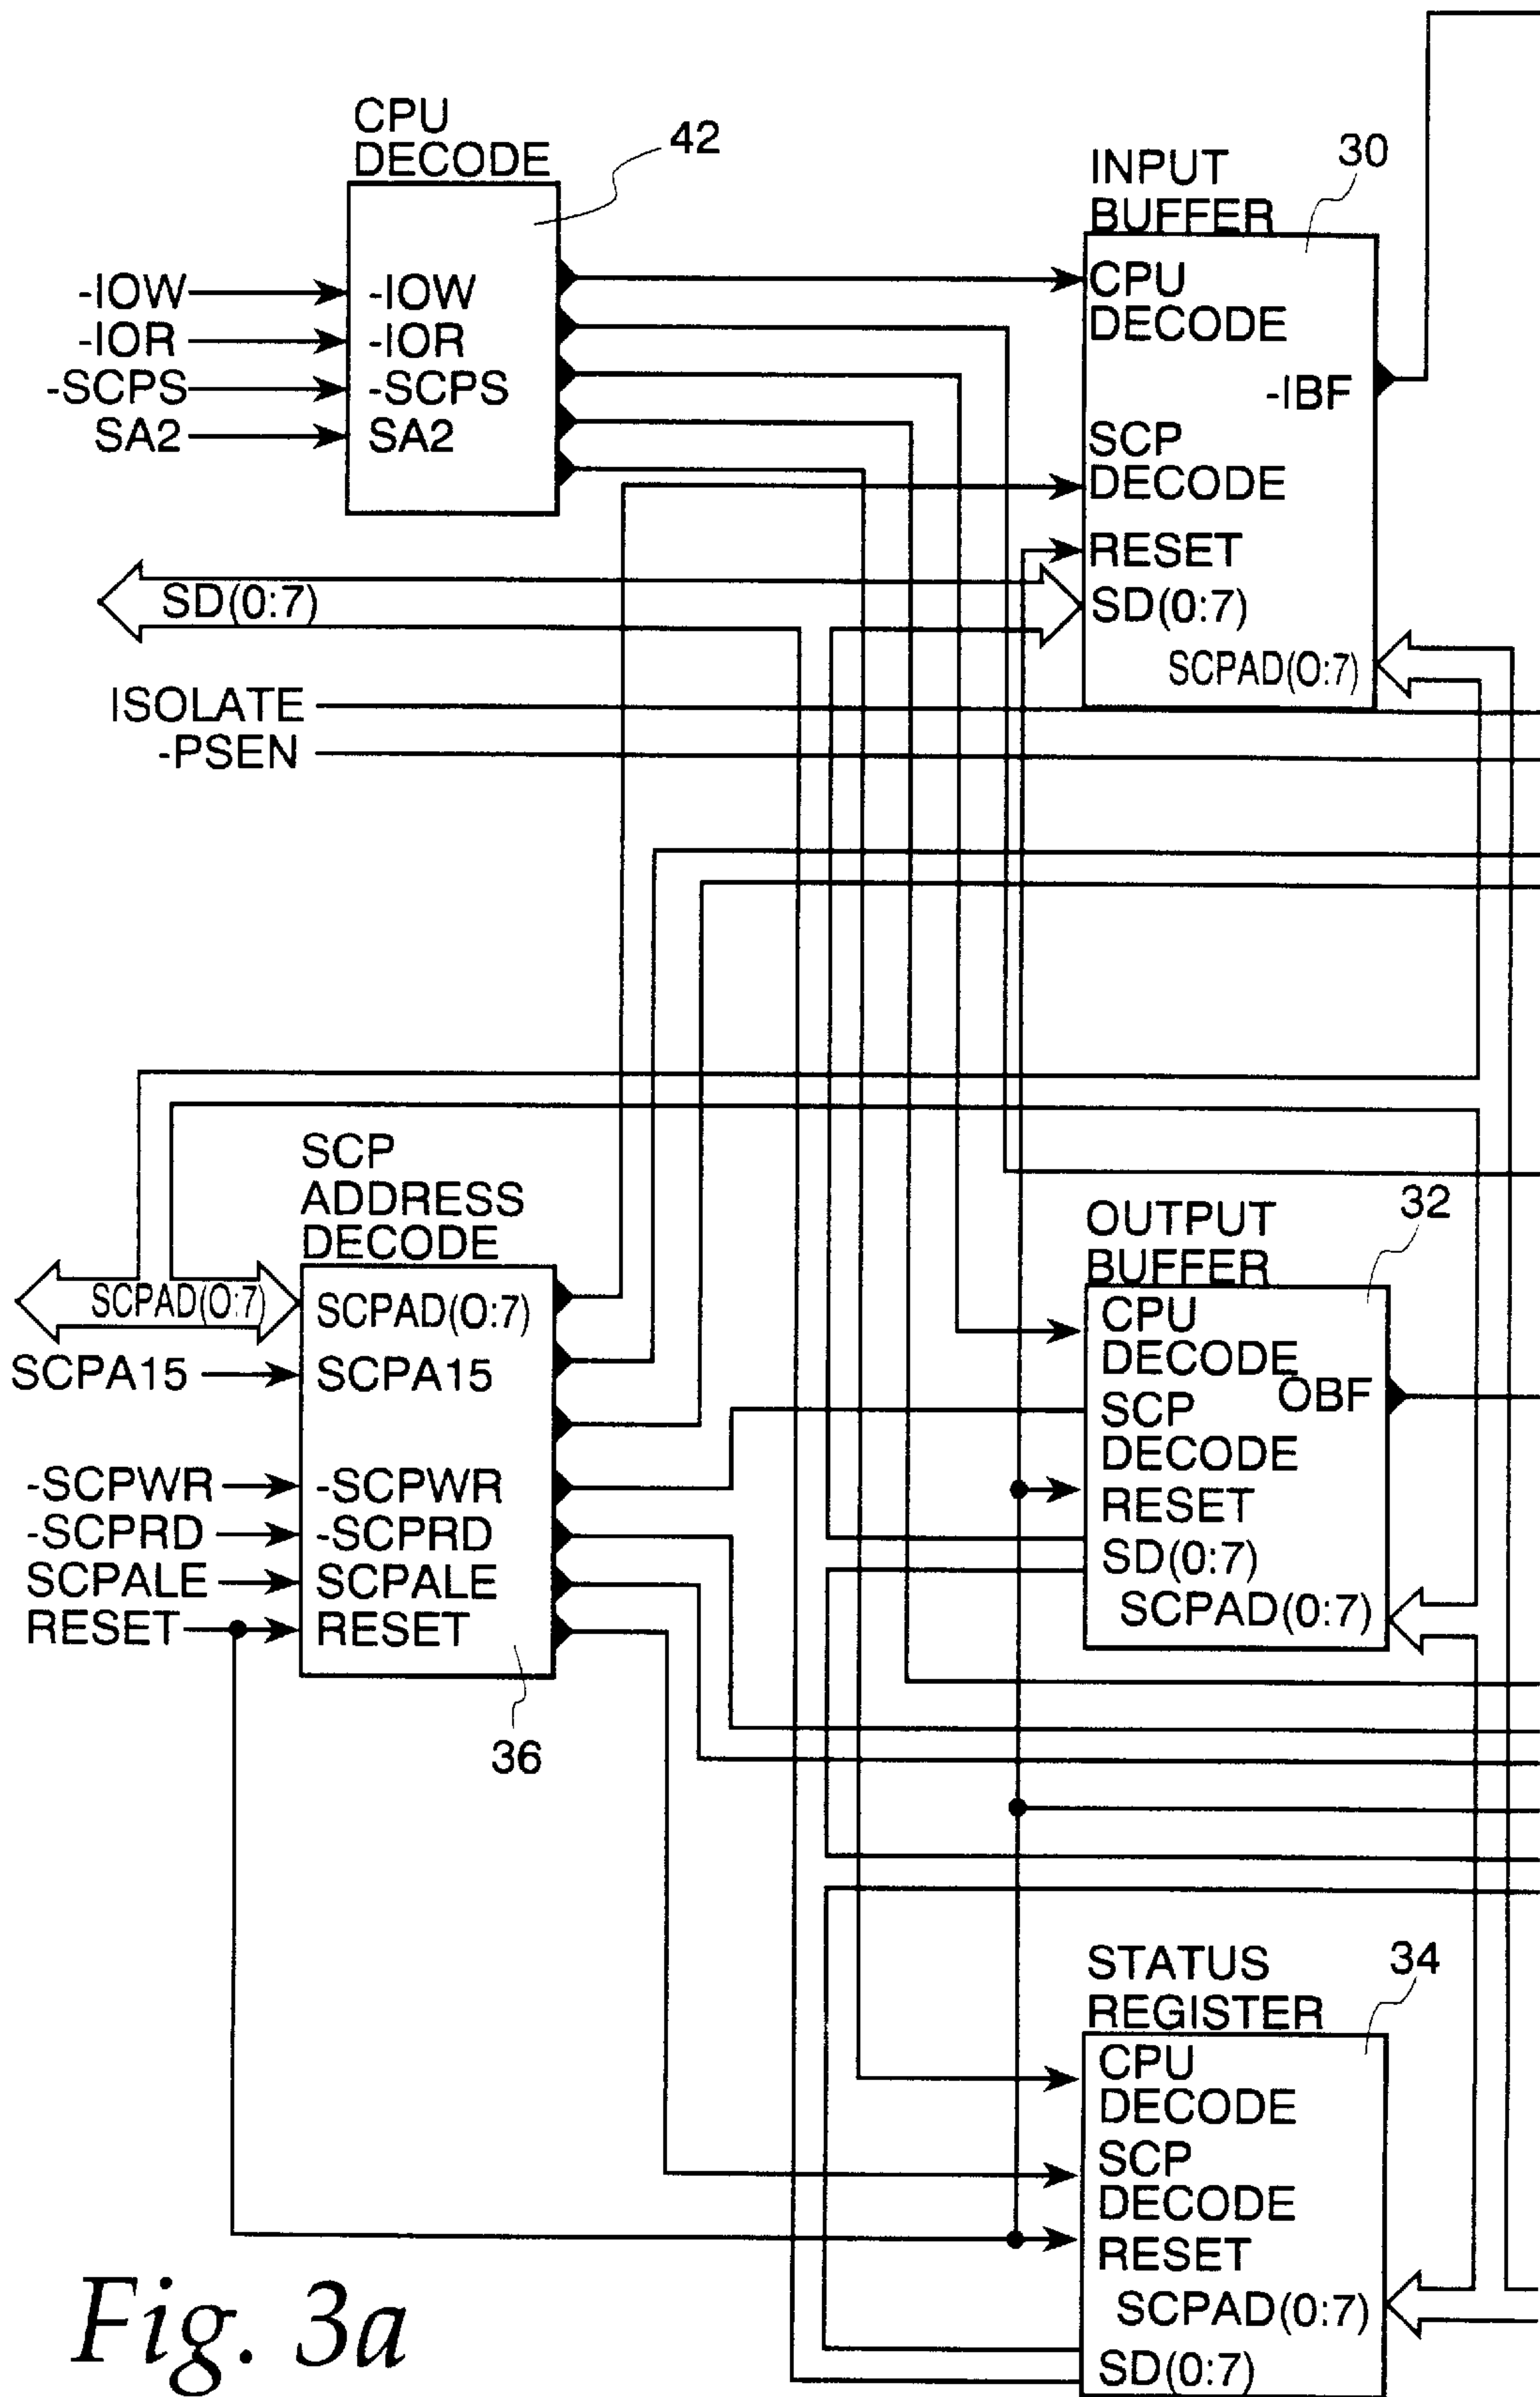 CPU
DECODE
42
-IOW
-IOR
-SCPS
SA2
-IOW
-IOR
-SCPS
SA2
INPUT
BUFFER
30
CPU
DECODE
-IBF
SCP
DECODE
RESET
SD(0:7)
SCPAD(0:7)
SD(0:7)
ISOLATE
-PSEN
SCP
ADDRESS
DECODE
SCPAD(0:7)
SCPA15
-SCPWR
-SCPRD
SCPALE
RESET
SCPAD(0:7)
SCPA15
-SCPWR
-SCPRD
SCPALE
RESET
36
OUTPUT
BUFFER
32
CPU
DECODE
OBF
SCP
DECODE
RESET
SD(0:7)
SCPAD(0:7)
STATUS
REGISTER
34
CPU
DECODE
SCP
DECODE
RESET
SCPAD(0:7)
SD(0:7)
Fig. 3a